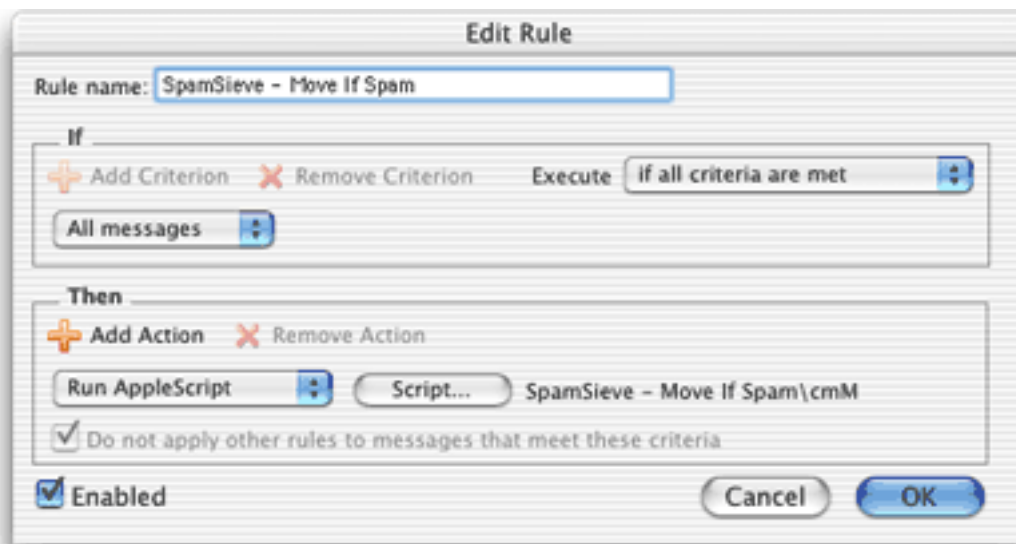 Edit Rule
Rule name: SpamSieve - Move If Spam
If
Add Criterion Remove Criterion Execute if all criteria are met
All messages
Then
Add Action Remove Action
Run AppleScript Script... SpamSieve - Move If Spam\cmM
Do not apply other rules to messages that meet these criteria
Enabled Cancel OK